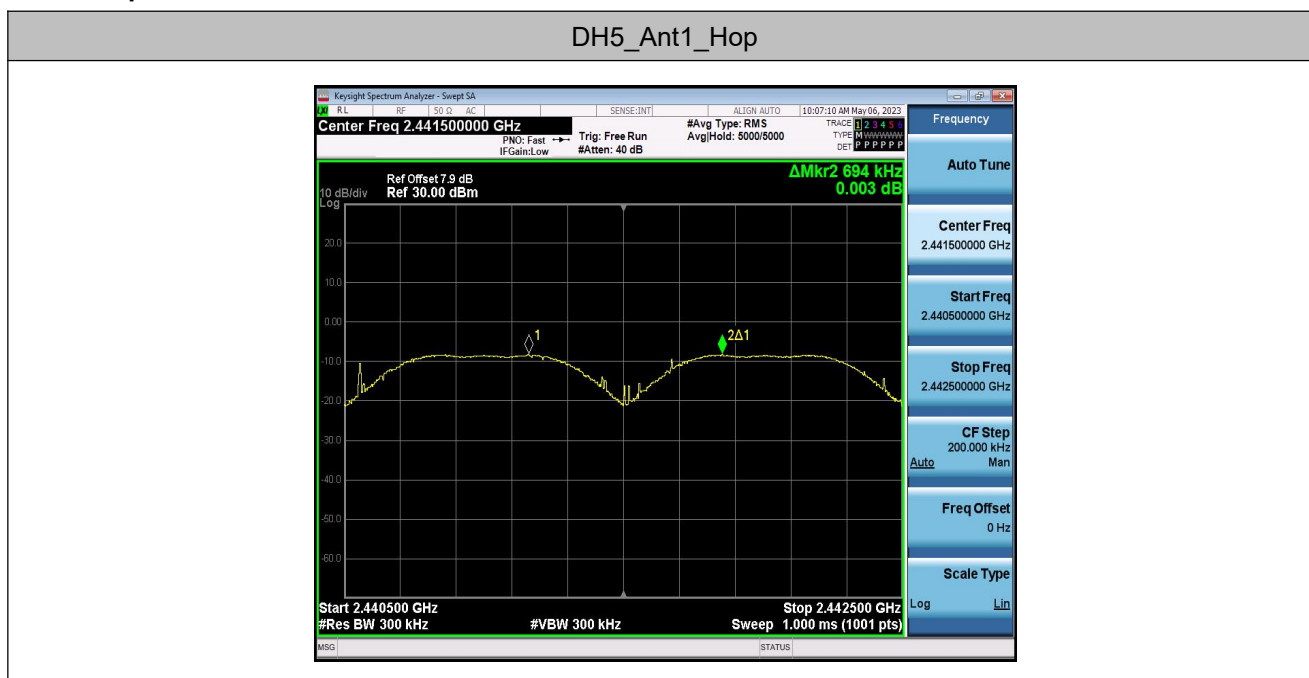 DH5_Ant1_Hop
Keysight Spectrum Analyzer - Swept SA
RL RF 50 Ω AC SENSE:INT ALIGN AUTO 10:07:10 AM May 06, 2023
Center Freq 2.441500000 GHz
PNO: Fast
IFGain:Low
Trig: Free Run
#Atten: 40 dB
#Avg Type: RMS
Avg|Hold: 5000/5000
TRACE 1 2 3 4 5 6
TYPE M
DET P P P P P P
Frequency
ΔMkr2 694 kHz
0.003 dB
Ref Offset 7.9 dB
10 dB/div Ref 30.00 dBm
Log
20.0
10.0
0.00
-10.0
-20.0
-30.0
-40.0
-50.0
-60.0
1
2Δ1
Start 2.440500 GHz
Stop 2.442500 GHz
#Res BW 300 kHz
#VBW 300 kHz
Sweep 1.000 ms (1001 pts)
MSG
STATUS
Auto Tune
Center Freq
2.441500000 GHz
Start Freq
2.440500000 GHz
Stop Freq
2.442500000 GHz
CF Step
200.000 kHz
Auto Man
Freq Offset
0 Hz
Scale Type
Log Lin